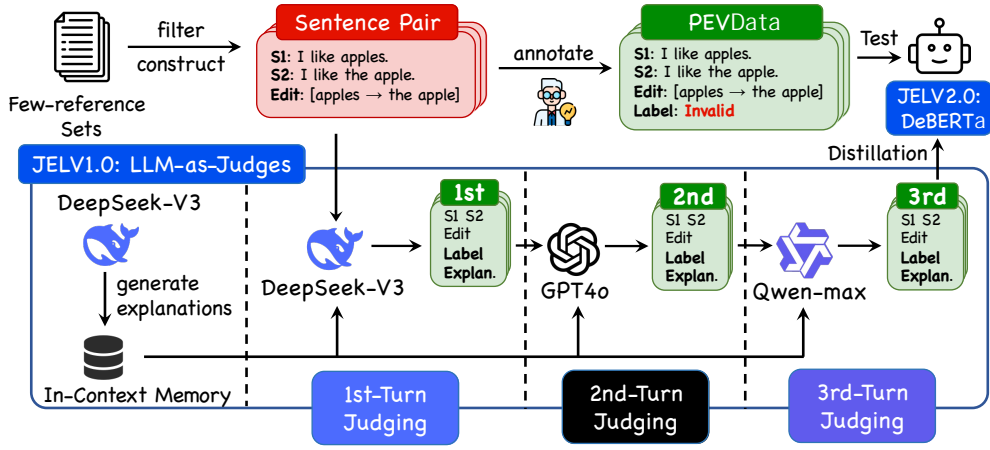 Few-reference
Sets
filter
construct
Sentence Pair
S1: I like apples.
S2: I like the apple.
Edit: [apples → the apple]
annotate
PEVData
S1: I like apples.
S2: I like the apple.
Edit: [apples → the apple]
Label: Invalid
Test
JELV2.0:
DeBERTa
Distillation
JELV1.0: LLM-as-Judges
DeepSeek-V3
generate
explanations
In-Context Memory
DeepSeek-V3
1st
S1 S2
Edit
Label
Explan.
GPT4o
2nd
S1 S2
Edit
Label
Explan.
Qwen-max
3rd
S1 S2
Edit
Label
Explan.
1st-Turn
Judging
2nd-Turn
Judging
3rd-Turn
Judging